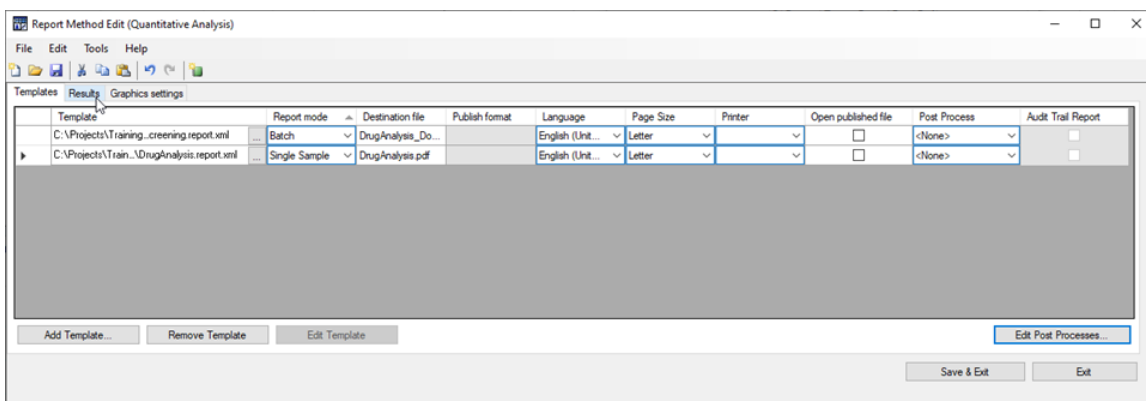 Report Method Edit (Quantitative Analysis)
File Edit Tools Help
Templates Results Graphics settings
Template Report mode Destination file Publish format Language Page Size Printer Open published file Post Process Audit Trail Report
C:\Projects\Training...creening.report.xml ... Batch DrugAnalysis_Do... English (Unit... Letter <None>
C:\Projects\Train...\DrugAnalysis.report.xml ... Single Sample DrugAnalysis.pdf English (Unit... Letter <None>
Add Template... Remove Template Edit Template Edit Post Processes...
Save & Exit Exit